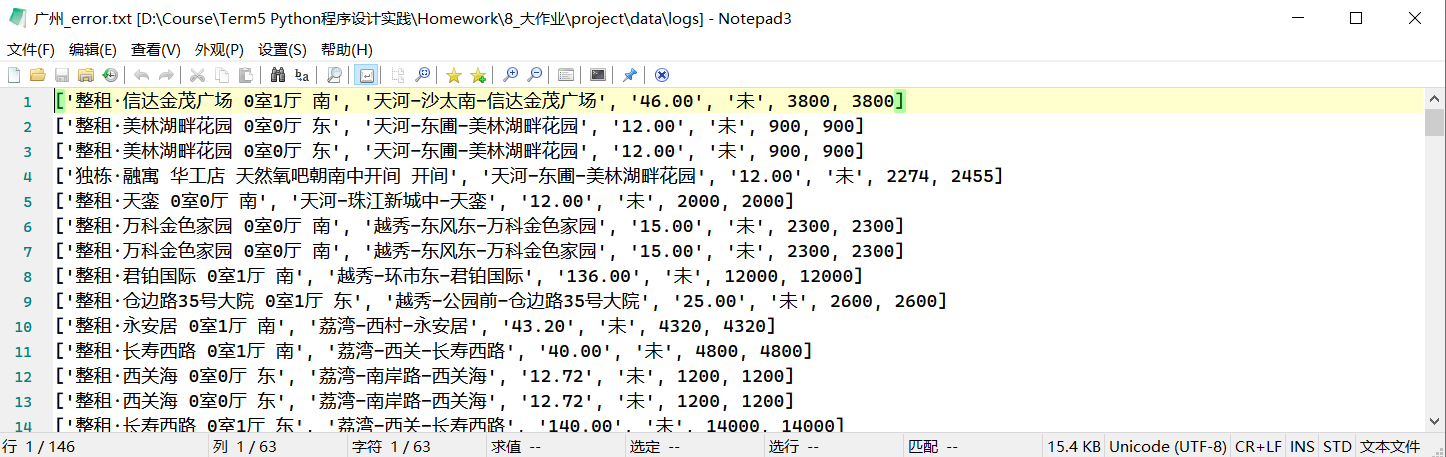 广州_error.txt [D:\Course\Term5 Python程序设计实践\Homework\8_大作业\project\data\logs] - Notepad3
文件(F) 编辑(E) 查看(V) 外观(P) 设置(S) 帮助(H)
1 ['整租·信达金茂广场 0室1厅 南', '天河-沙太南-信达金茂广场', '46.00', '未', 3800, 3800]
2 ['整租·美林湖畔花园 0室0厅 东', '天河-东圃-美林湖畔花园', '12.00', '未', 900, 900]
3 ['整租·美林湖畔花园 0室0厅 东', '天河-东圃-美林湖畔花园', '12.00', '未', 900, 900]
4 ['独栋·融寓 华工店 天然氧吧朝南中开间 开间', '天河-东圃-美林湖畔花园', '12.00', '未', 2274, 2455]
5 ['整租·天銮 0室0厅 南', '天河-珠江新城中-天銮', '12.00', '未', 2000, 2000]
6 ['整租·万科金色家园 0室0厅 南', '越秀-东风东-万科金色家园', '15.00', '未', 2300, 2300]
7 ['整租·万科金色家园 0室0厅 南', '越秀-东风东-万科金色家园', '15.00', '未', 2300, 2300]
8 ['整租·君铂国际 0室1厅 南', '越秀-环市东-君铂国际', '136.00', '未', 12000, 12000]
9 ['整租·仓边路35号大院 0室1厅 东', '越秀-公园前-仓边路35号大院', '25.00', '未', 2600, 2600]
10 ['整租·永安居 0室1厅 南', '荔湾-西村-永安居', '43.20', '未', 4320, 4320]
11 ['整租·长寿西路 0室1厅 南', '荔湾-西关-长寿西路', '40.00', '未', 4800, 4800]
12 ['整租·西关海 0室0厅 东', '荔湾-南岸路-西关海', '12.72', '未', 1200, 1200]
13 ['整租·西关海 0室0厅 东', '荔湾-南岸路-西关海', '12.72', '未', 1200, 1200]
14 ['整租·长寿西路 0室1厅 东', '荔湾-西关-长寿西路', '140.00', '未', 14000, 14000]
行 1 / 146 列 1 / 63 字符 1 / 63 求值 -- 选定 -- 选行 -- 匹配 -- 15.4 KB Unicode (UTF-8) CR+LF INS STD 文本文件